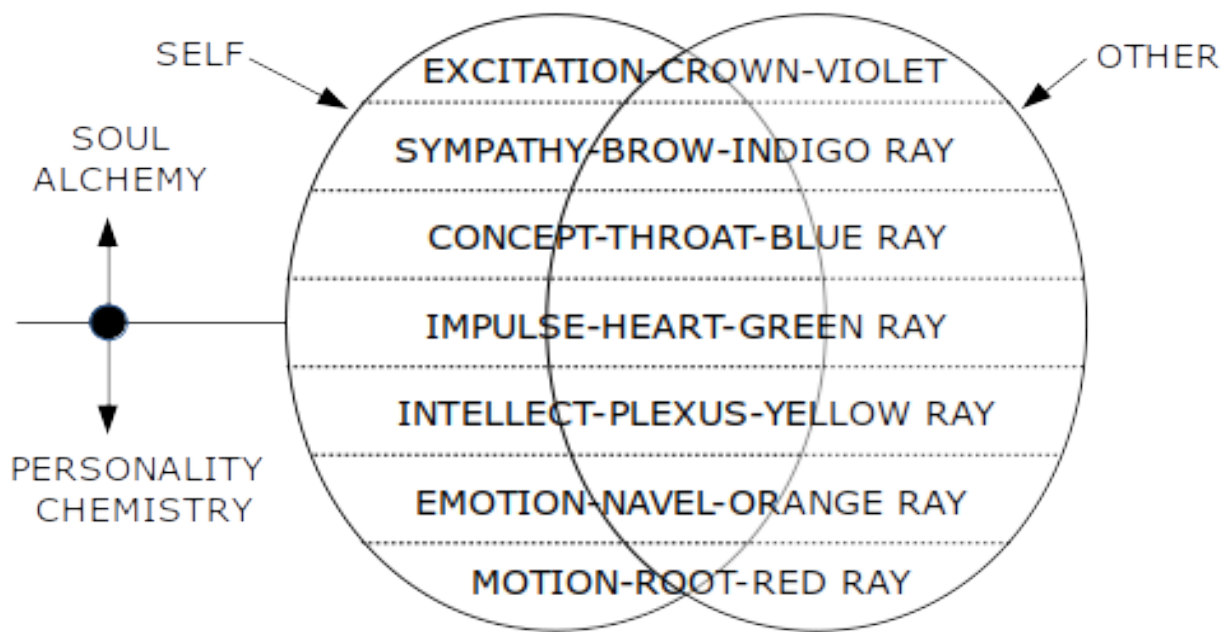 SELF
OTHER
EXCITATION-CROWN-VIOLET
SOUL
ALCHEMY
SYMPATHY-BROW-INDIGO RAY
CONCEPT-THROAT-BLUE RAY
IMPULSE-HEART-GREEN RAY
INTELLECT-PLEXUS-YELLOW RAY
PERSONALITY
CHEMISTRY
EMOTION-NAVEL-ORANGE RAY
MOTION-ROOT-RED RAY